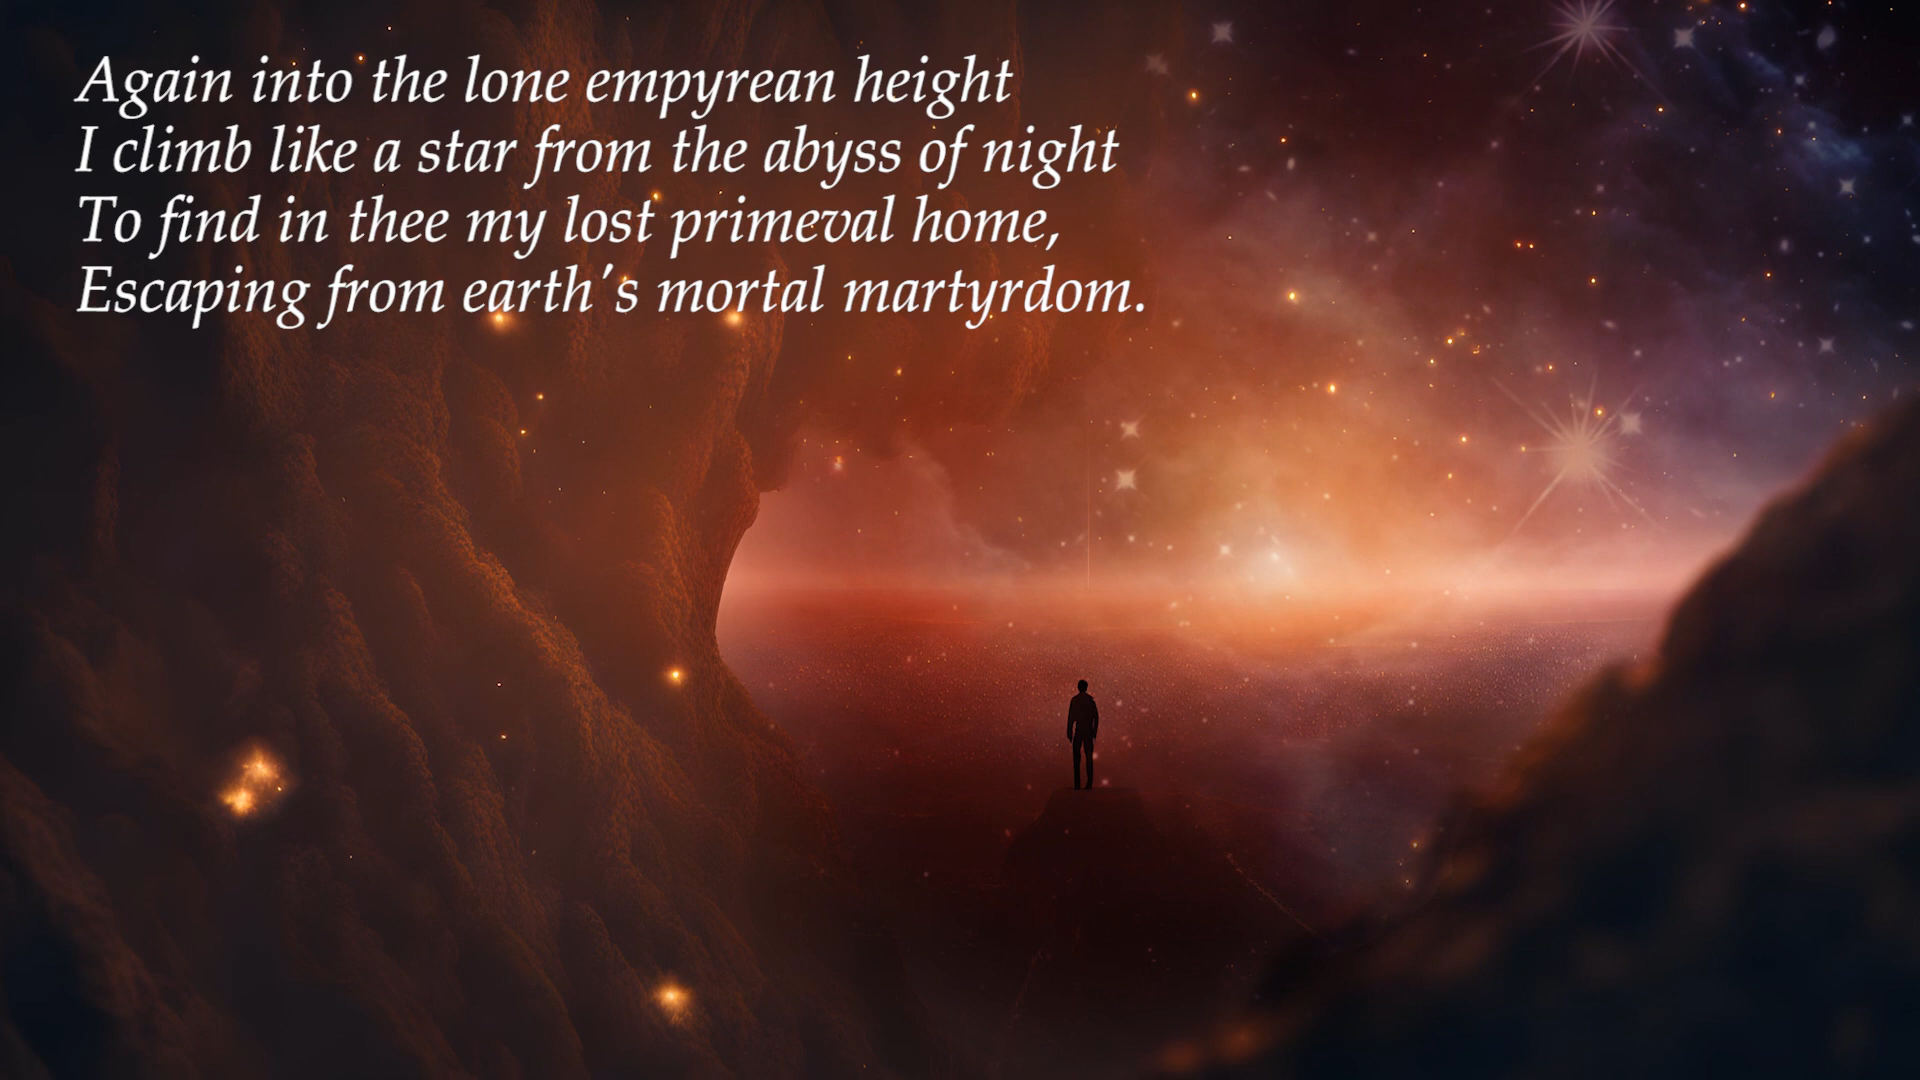 Again into the lone empyrean height
I climb like a star from the abyss of night
To find in thee my lost primeval home,
Escaping from earth's mortal martyrdom.